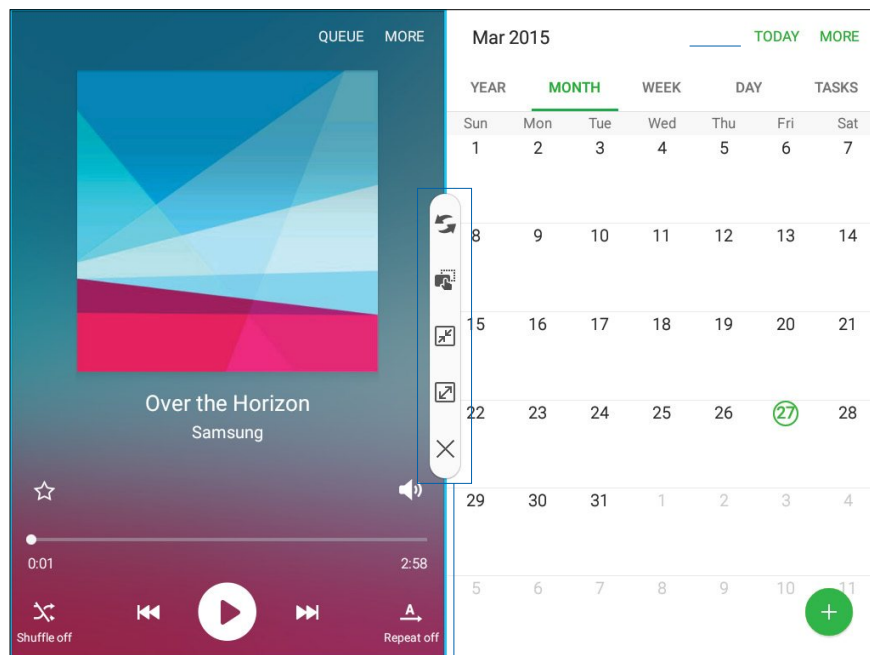 QUEUE MORE
Over the Horizon
Samsung
0:01 2:58
A
Shuffle off Repeat off
Mar 2015 TODAY MORE
YEAR MONTH WEEK DAY TASKS
Sun Mon Tue Wed Thu Fri Sat
1 2 3 4 5 6 7
8 9 10 11 12 13 14
15 16 17 18 19 20 21
22 23 24 25 26 27 28
29 30 31 1 2 3 4
5 6 7 8 9 10 11